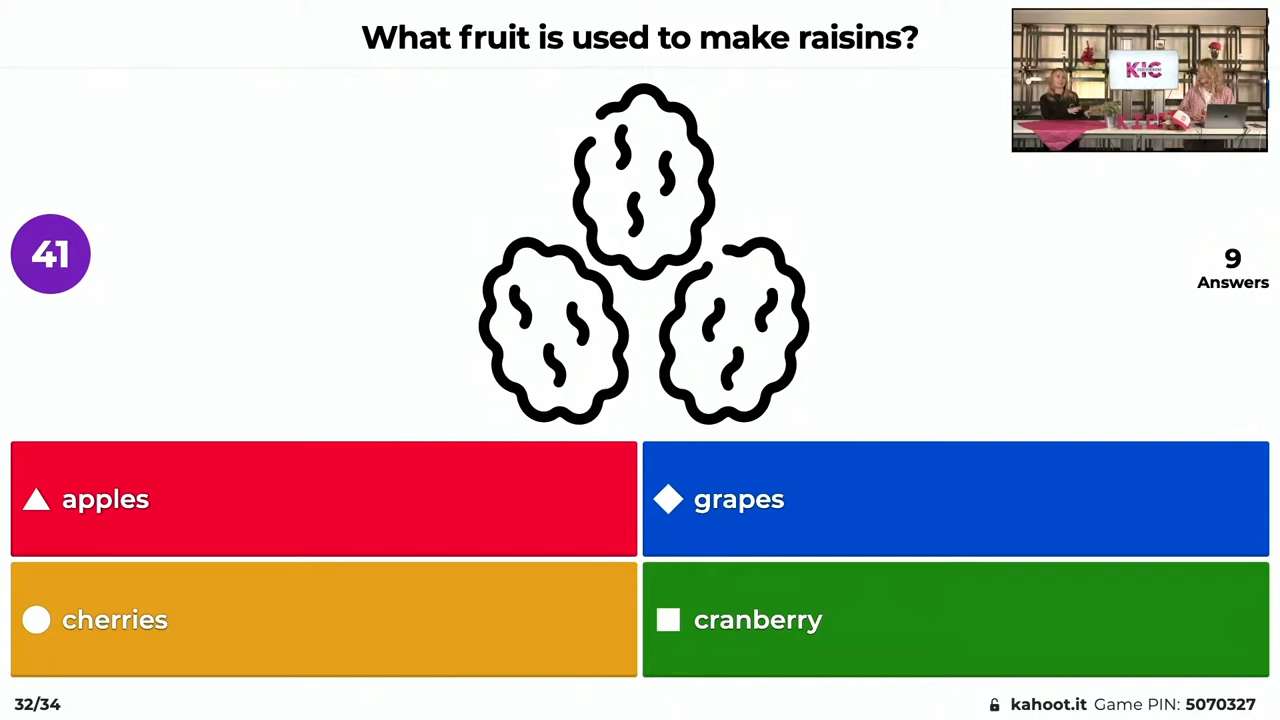 What fruit is used to make raisins?
KIC
41
9
Answers
apples
grapes
cherries
cranberry
32/34
kahoot.it Game PIN: 5070327